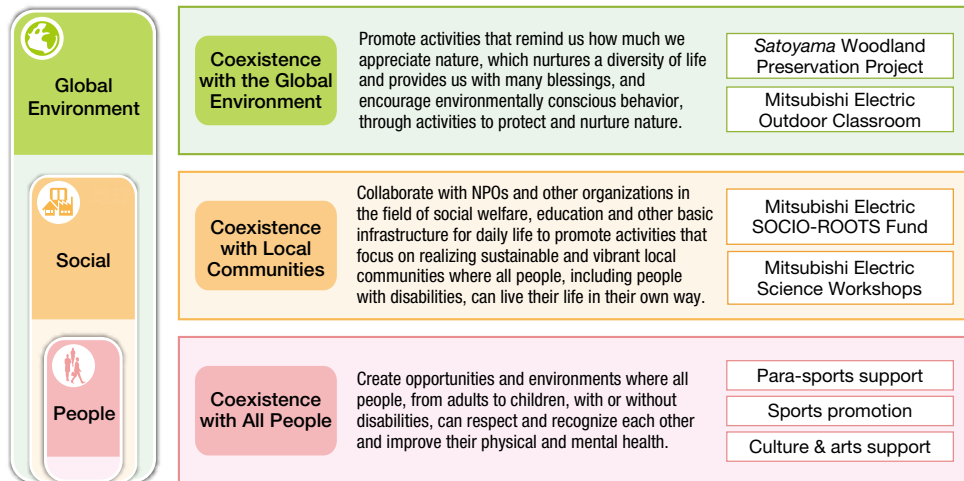 Global
Environment
Coexistence
with the Global
Environment
Promote activities that remind us how much we
appreciate nature, which nurtures a diversity of life
and provides us with many blessings, and
encourage environmentally conscious behavior,
through activities to protect and nurture nature.
Satoyama Woodland
Preservation Project
Mitsubishi Electric
Outdoor Classroom
Social
Coexistence
with Local
Communities
Collaborate with NPOs and other organizations in
the field of social welfare, education and other basic
infrastructure for daily life to promote activities that
focus on realizing sustainable and vibrant local
communities where all people, including people
with disabilities, can live their life in their own way.
Mitsubishi Electric
SOCIO-ROOTS Fund
Mitsubishi Electric
Science Workshops
People
Coexistence
with All People
Create opportunities and environments where all
people, from adults to children, with or without
disabilities, can respect and recognize each other
and improve their physical and mental health.
Para-sports support
Sports promotion
Culture & arts support